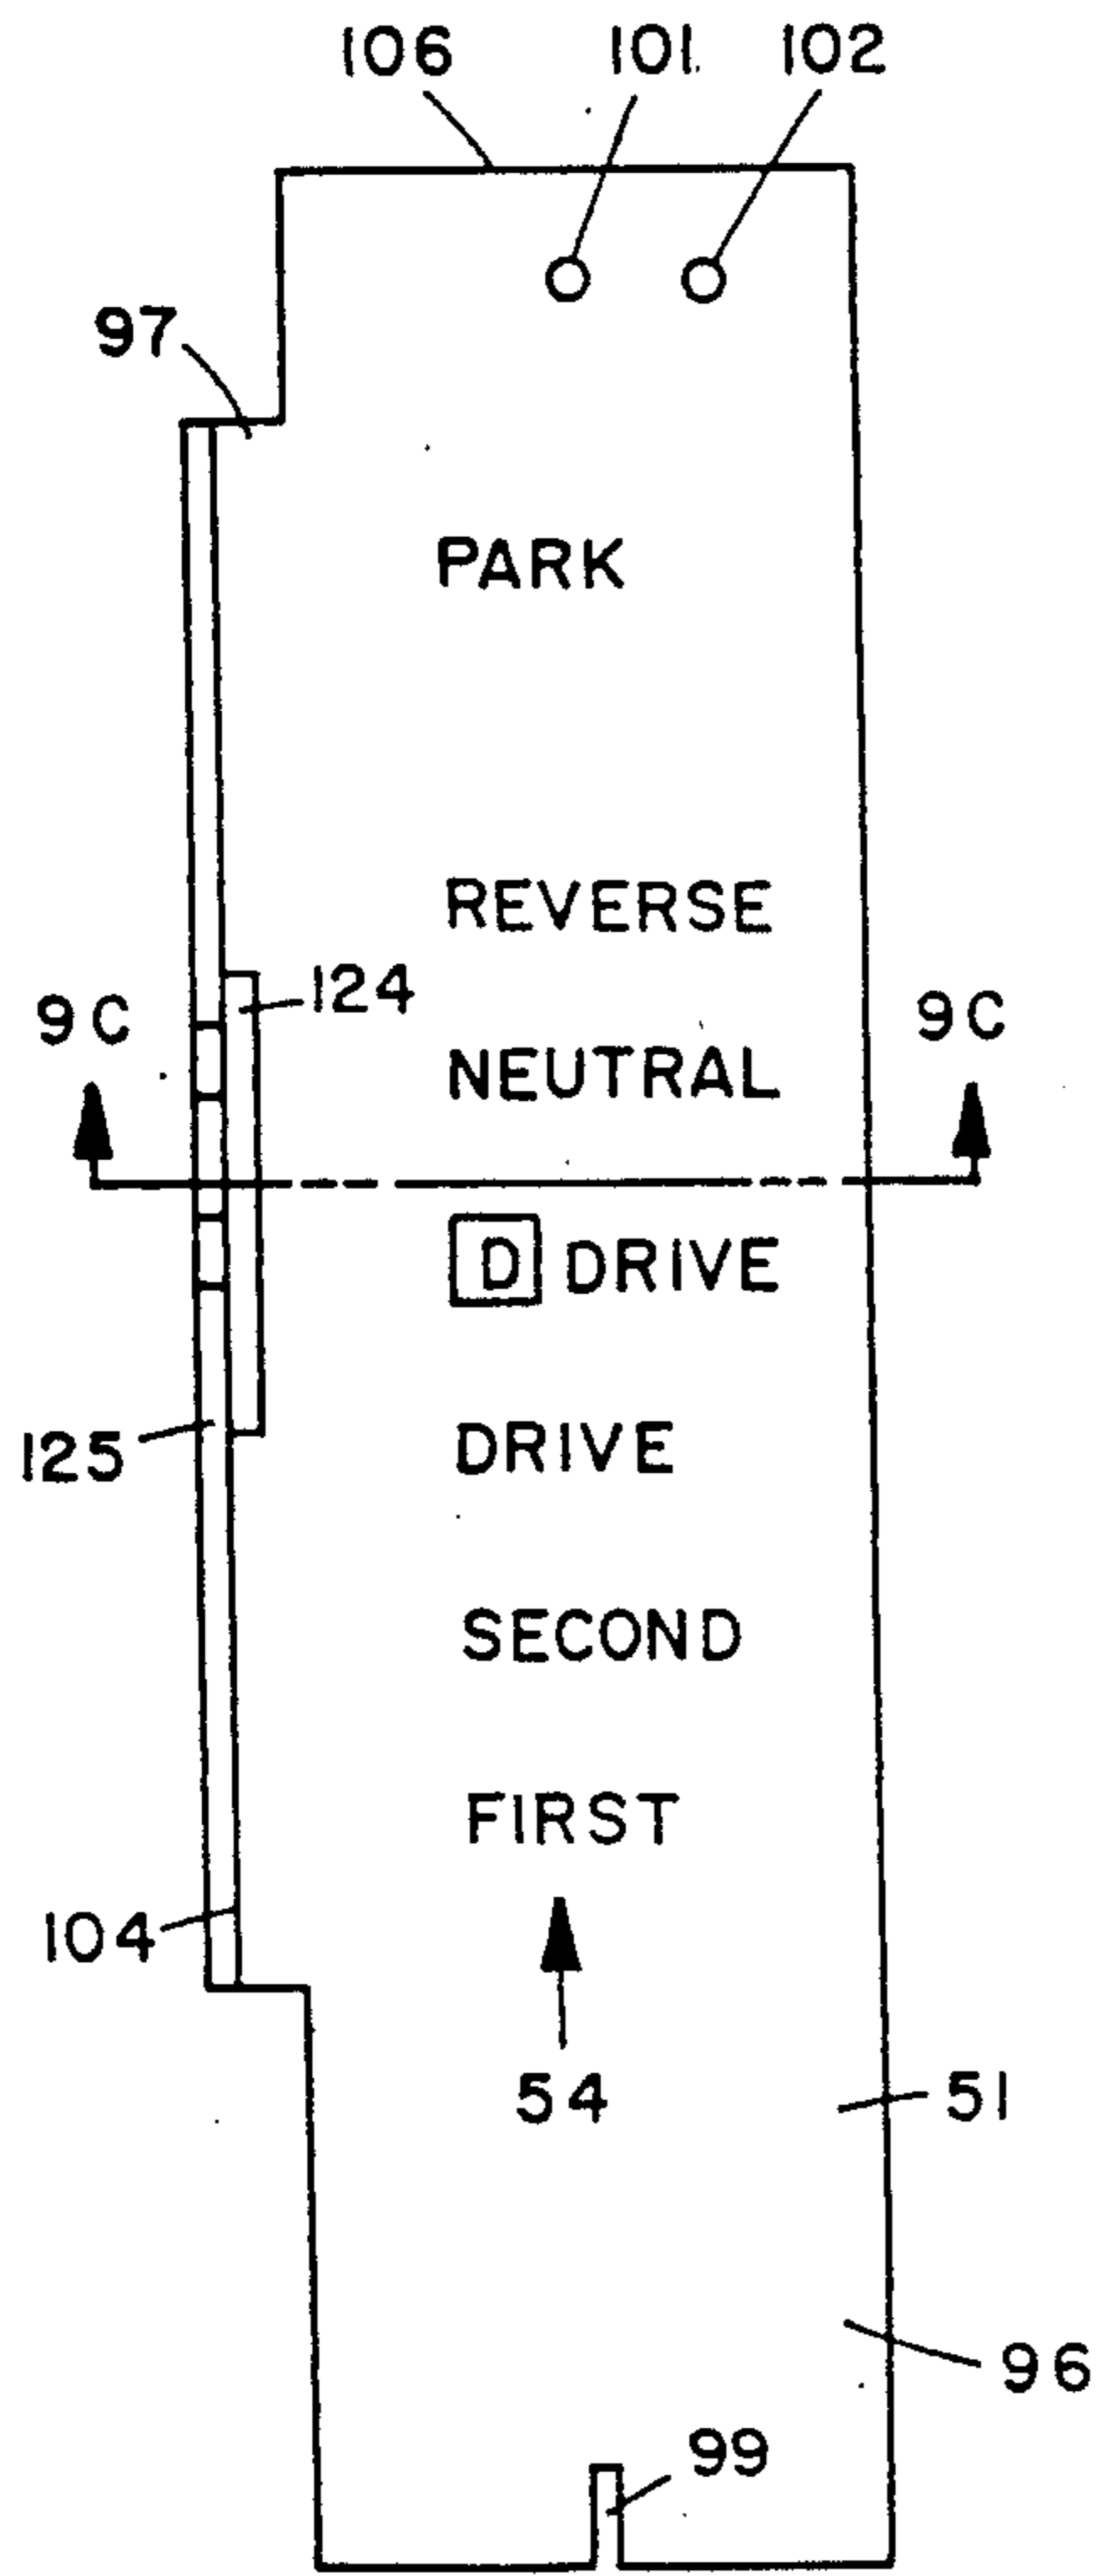 106 101 102
97
PARK
REVERSE
124
9C 9C
NEUTRAL
D DRIVE
125
DRIVE
SECOND
FIRST
104
54
51
96
99